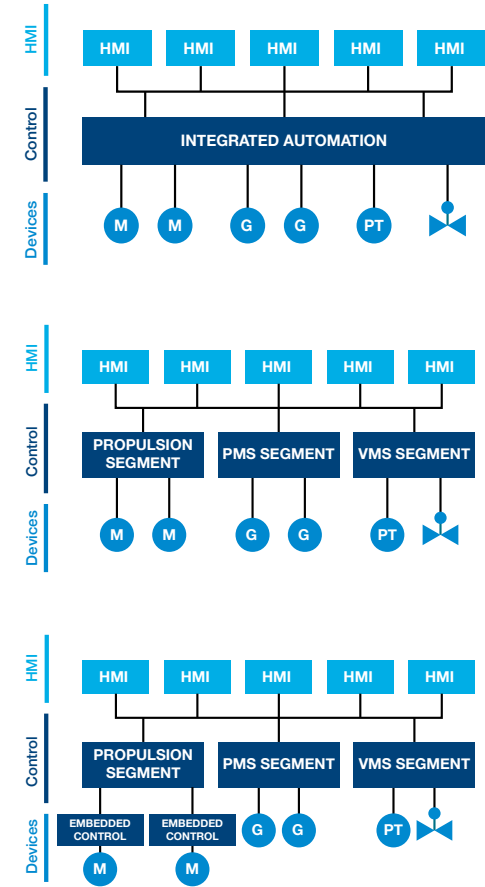 HMI
HMI HMI HMI HMI HMI
Control
INTEGRATED AUTOMATION
Devices
M M G G PT
HMI
HMI HMI HMI HMI HMI
Control
PROPULSION
SEGMENT
PMS SEGMENT
VMS SEGMENT
Devices
M M G G PT
HMI
HMI HMI HMI HMI HMI
Control
PROPULSION
SEGMENT
PMS SEGMENT
VMS SEGMENT
Devices
EMBEDDED
CONTROL
EMBEDDED
CONTROL
G G PT
M M